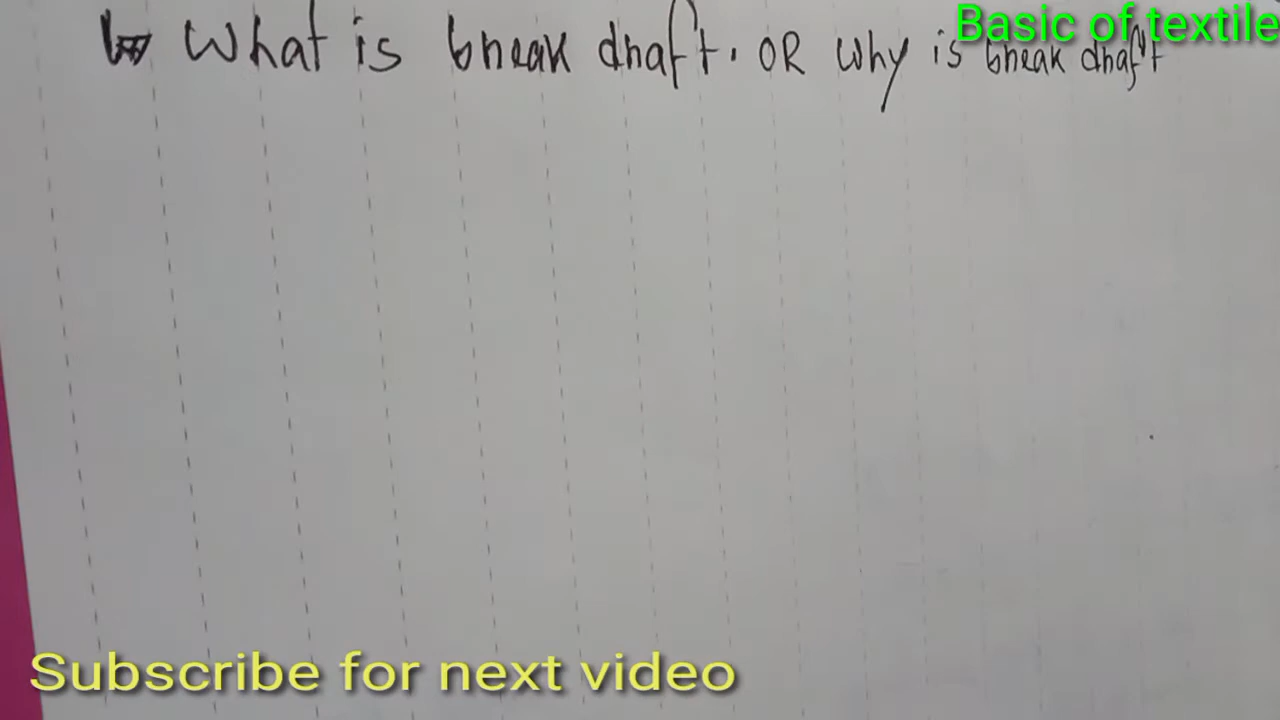 Basic of textile
What is break draft. OR why is break draft
Subscribe for next video